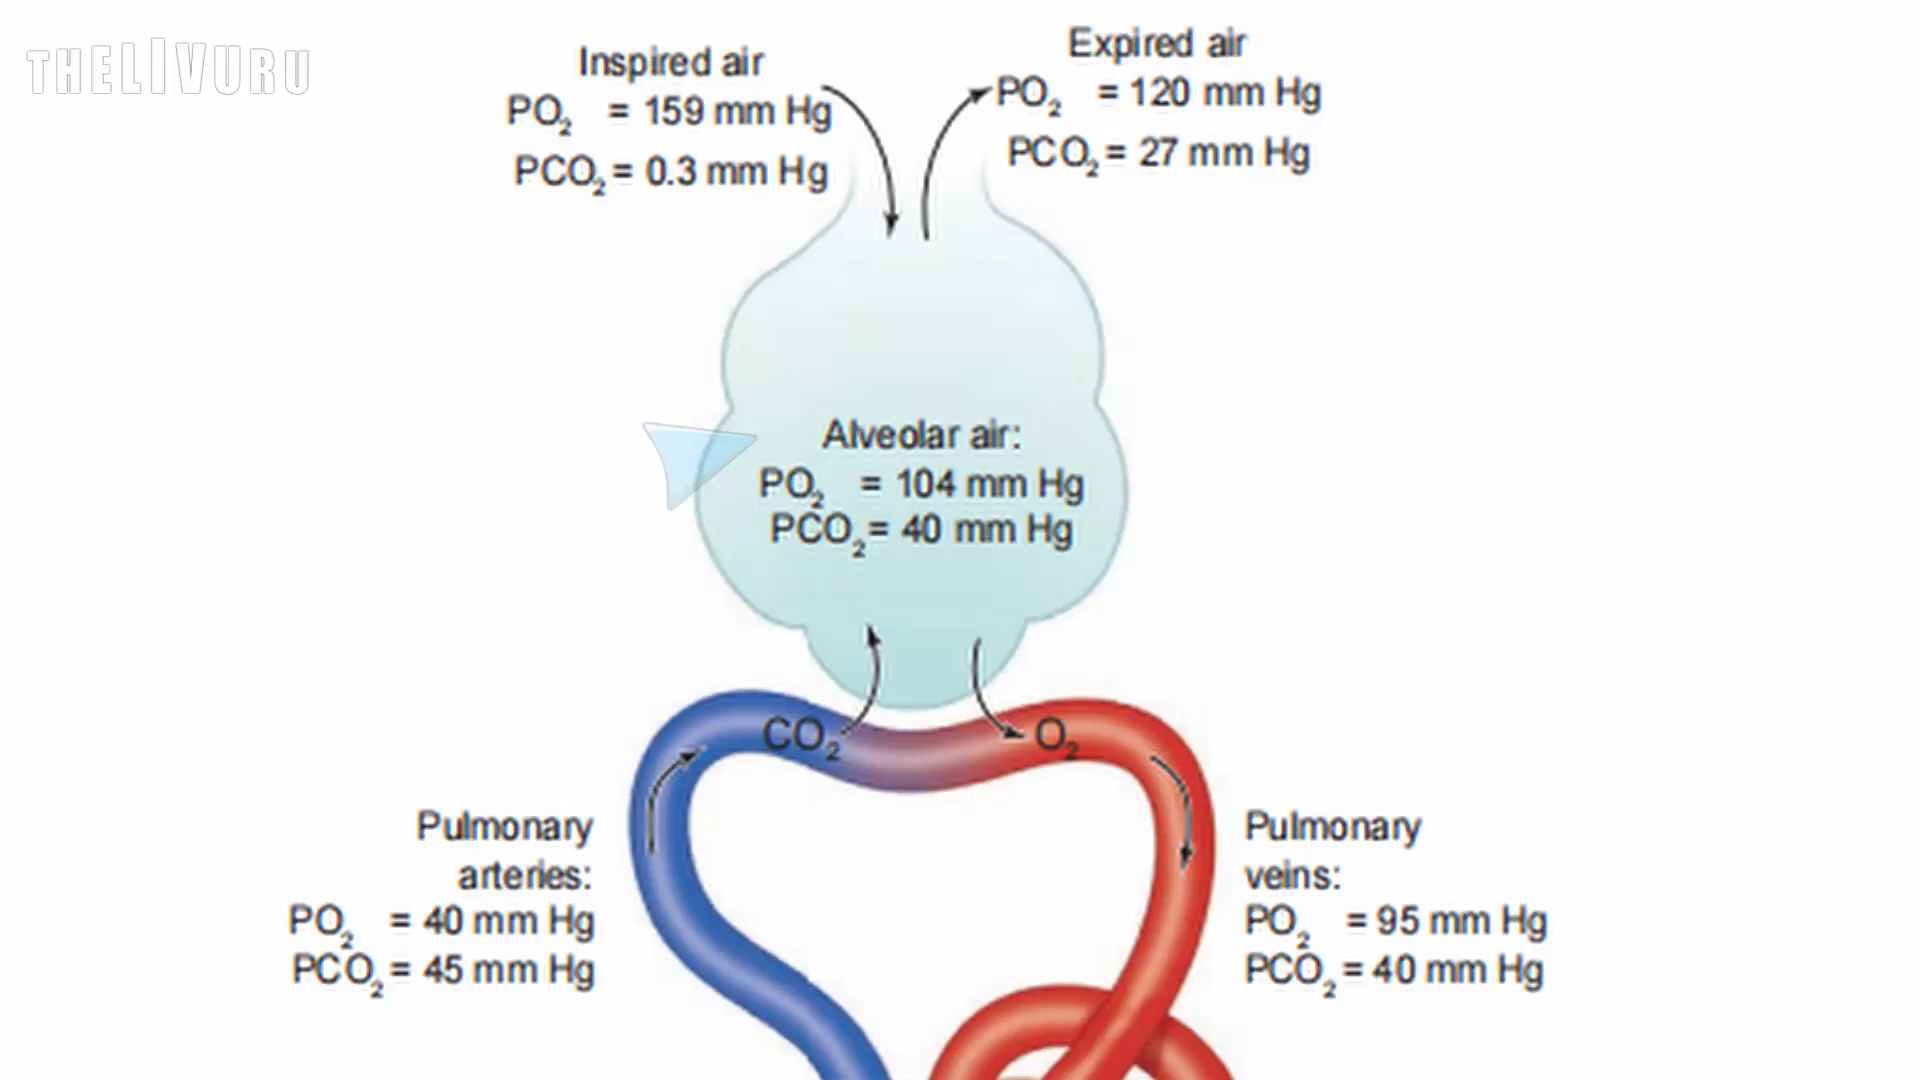 THELIVURU
Inspired air
PO₂ = 159 mm Hg
PCO₂ = 0.3 mm Hg
Expired air
PO₂ = 120 mm Hg
PCO₂ = 27 mm Hg
Alveolar air:
PO₂ = 104 mm Hg
PCO₂ = 40 mm Hg
CO₂
O₂
Pulmonary
arteries:
PO₂ = 40 mm Hg
PCO₂ = 45 mm Hg
Pulmonary
veins:
PO₂ = 95 mm Hg
PCO₂ = 40 mm Hg